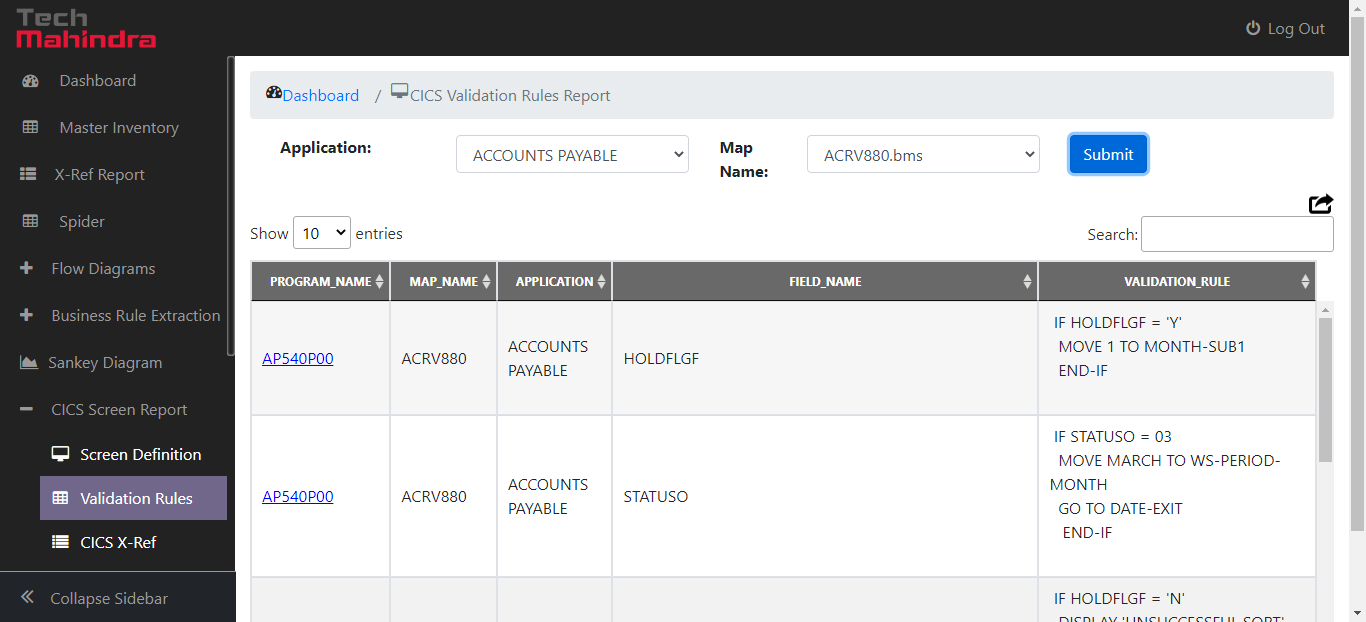 Tech
Mahindra
Log Out
Dashboard
Master Inventory
X-Ref Report
Spider
Flow Diagrams
Business Rule Extraction
Sankey Diagram
CICS Screen Report
Screen Definition
Validation Rules
CICS X-Ref
Collapse Sidebar
Dashboard / CICS Validation Rules Report
Application: ACCOUNTS PAYABLE Map Name: ACRV880.bms Submit
Show 10 entries Search:
PROGRAM_NAME MAP_NAME APPLICATION FIELD_NAME VALIDATION_RULE
AP540P00 ACRV880 ACCOUNTS PAYABLE HOLDFLGF
IF HOLDFLGF = 'Y'
MOVE 1 TO MONTH-SUB1
END-IF
AP540P00 ACRV880 ACCOUNTS PAYABLE STATUSO
IF STATUSO = 03
MOVE MARCH TO WS-PERIOD-
MONTH
GO TO DATE-EXIT
END-IF
IF HOLDFLGF = 'N'
DISPLAY 'UNSUCCESSFUL SORT'